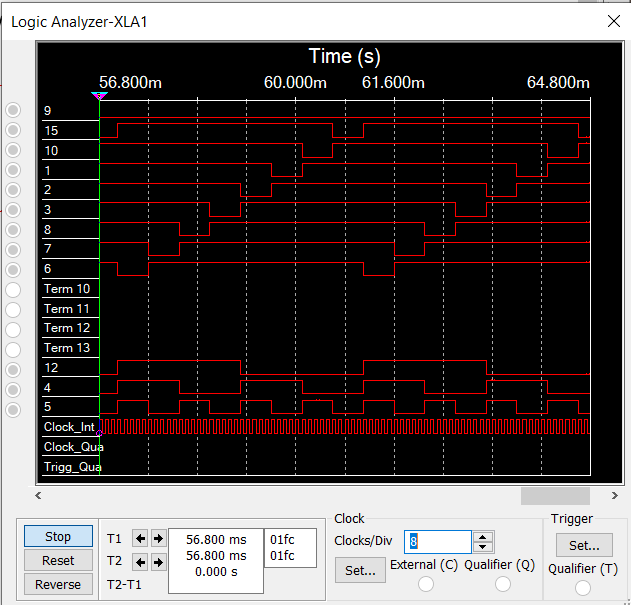 Logic Analyzer-XLA1
Time (s)
56.800m 60.000m 61.600m 64.800m
9
15
10
1
2
3
8
7
6
Term 10
Term 11
Term 12
Term 13
12
4
5
Clock_Int
Clock_Qua
Trigg_Qua
Stop
Reset
Reverse
T1
T2
T2-T1
56.800 ms
56.800 ms
0.000 s
01fc
01fc
Clock
Clocks/Div 8
Set...
External (C) Qualifier (Q)
Trigger
Set...
Qualifier (T)